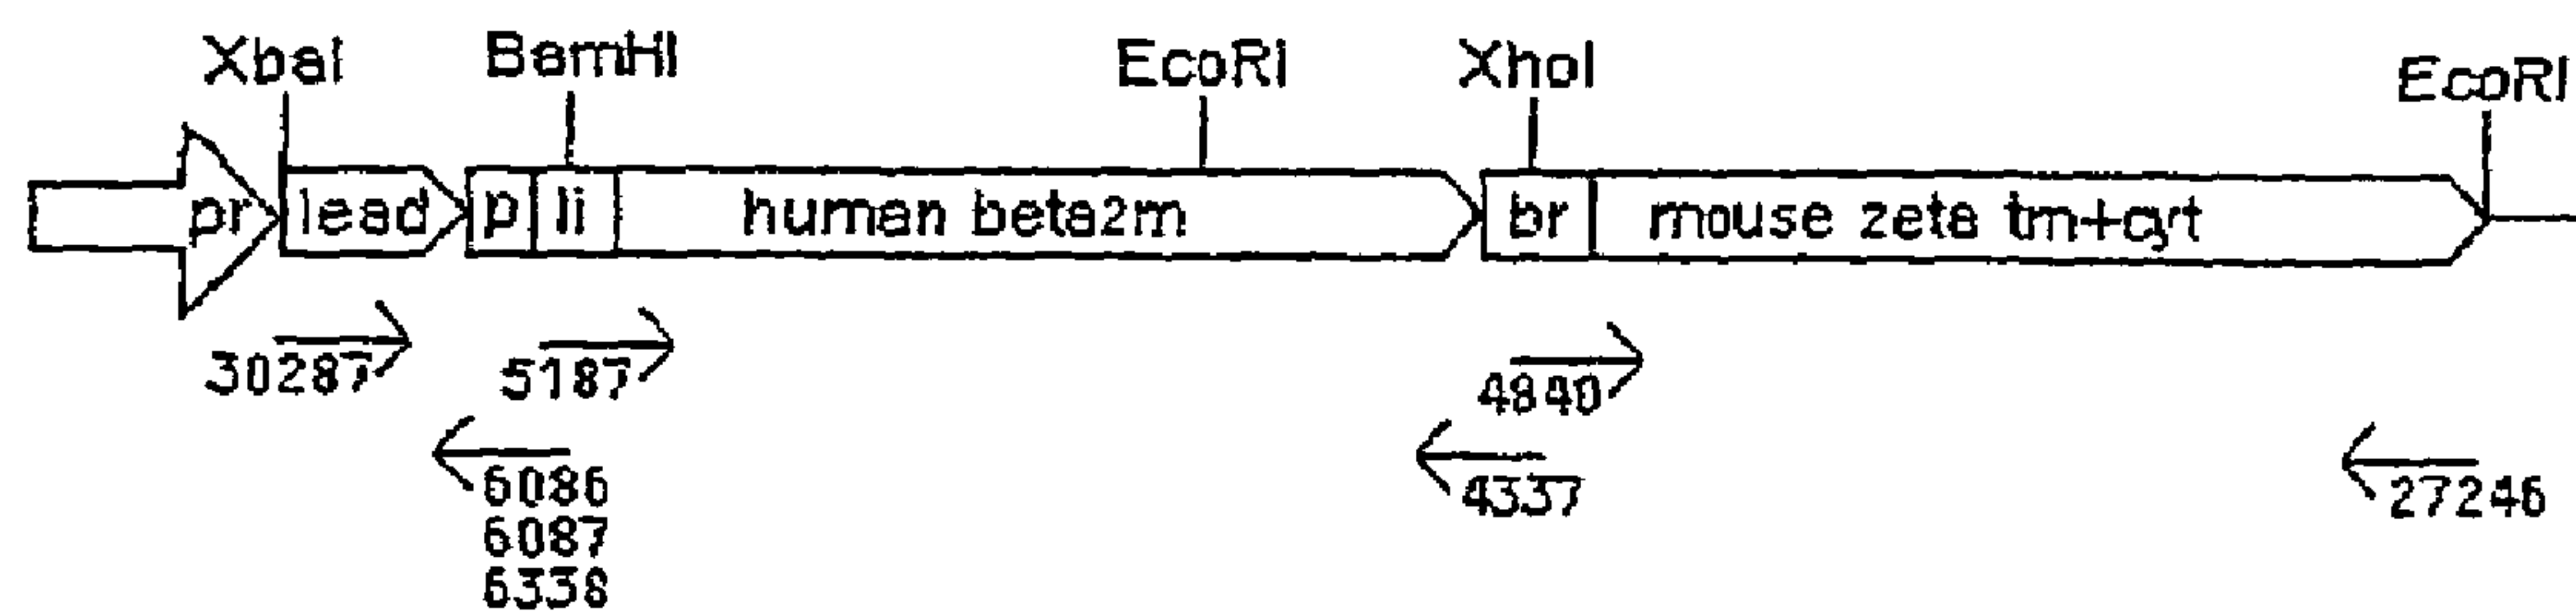 XbaI BamHI EcoRI XhoI EcoRI
pr lead p li human beta2m br mouse zeta tm+cyt
30287 5187 4840
6086 4337 27246
6087
6338